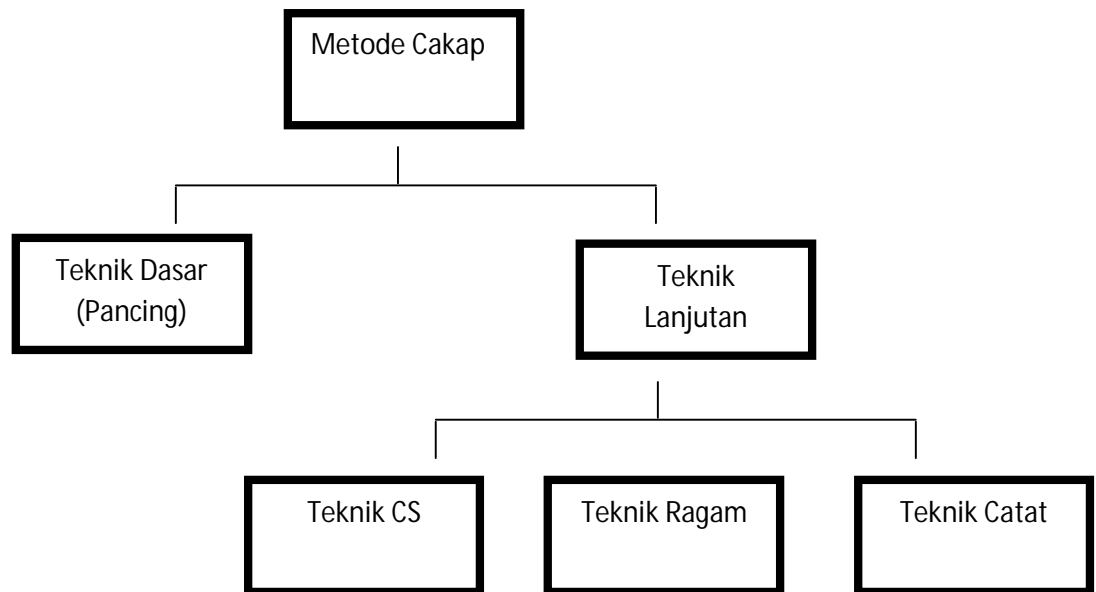 Metode Cakap
Teknik Dasar
(Pancing)
Teknik
Lanjutan
Teknik CS
Teknik Ragam
Teknik Catat